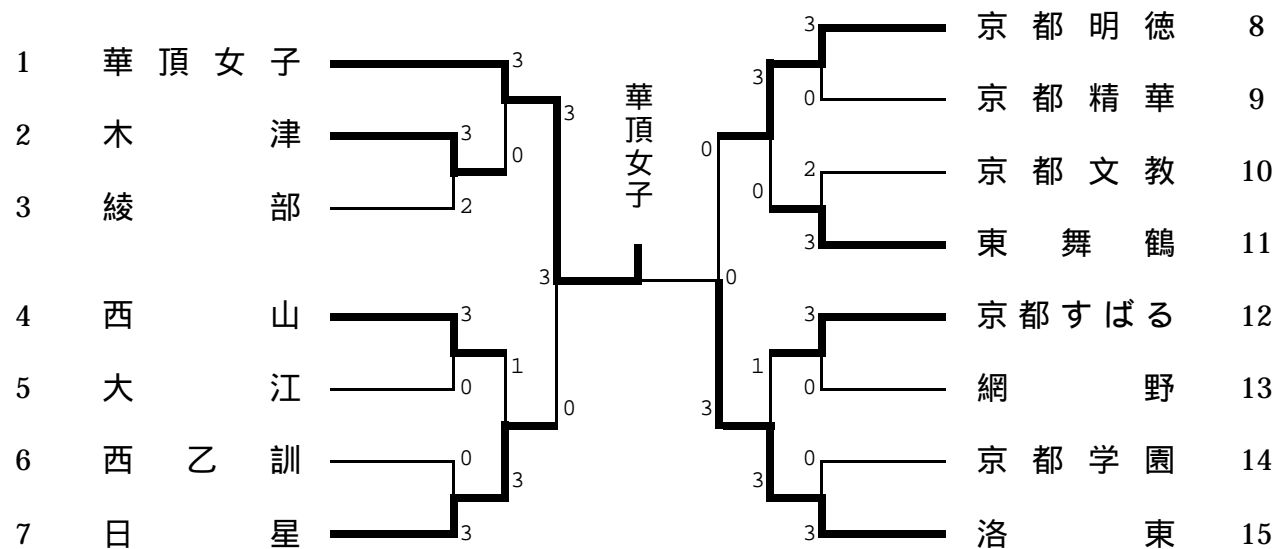 1 華頂女子
2 木津
3 綾部
4 西山
5 大江
6 西乙訓
7 日星
3
3
2
0
3
3
0
1
0
3
3
0
3
華頂女子
0
3
0
3
0
3
0
2
3
1
3
3
0
0
3
京都明徳 8
京都精華 9
京都文教 10
東舞鶴 11
京都すばる 12
網野 13
京都学園 14
洛東 15